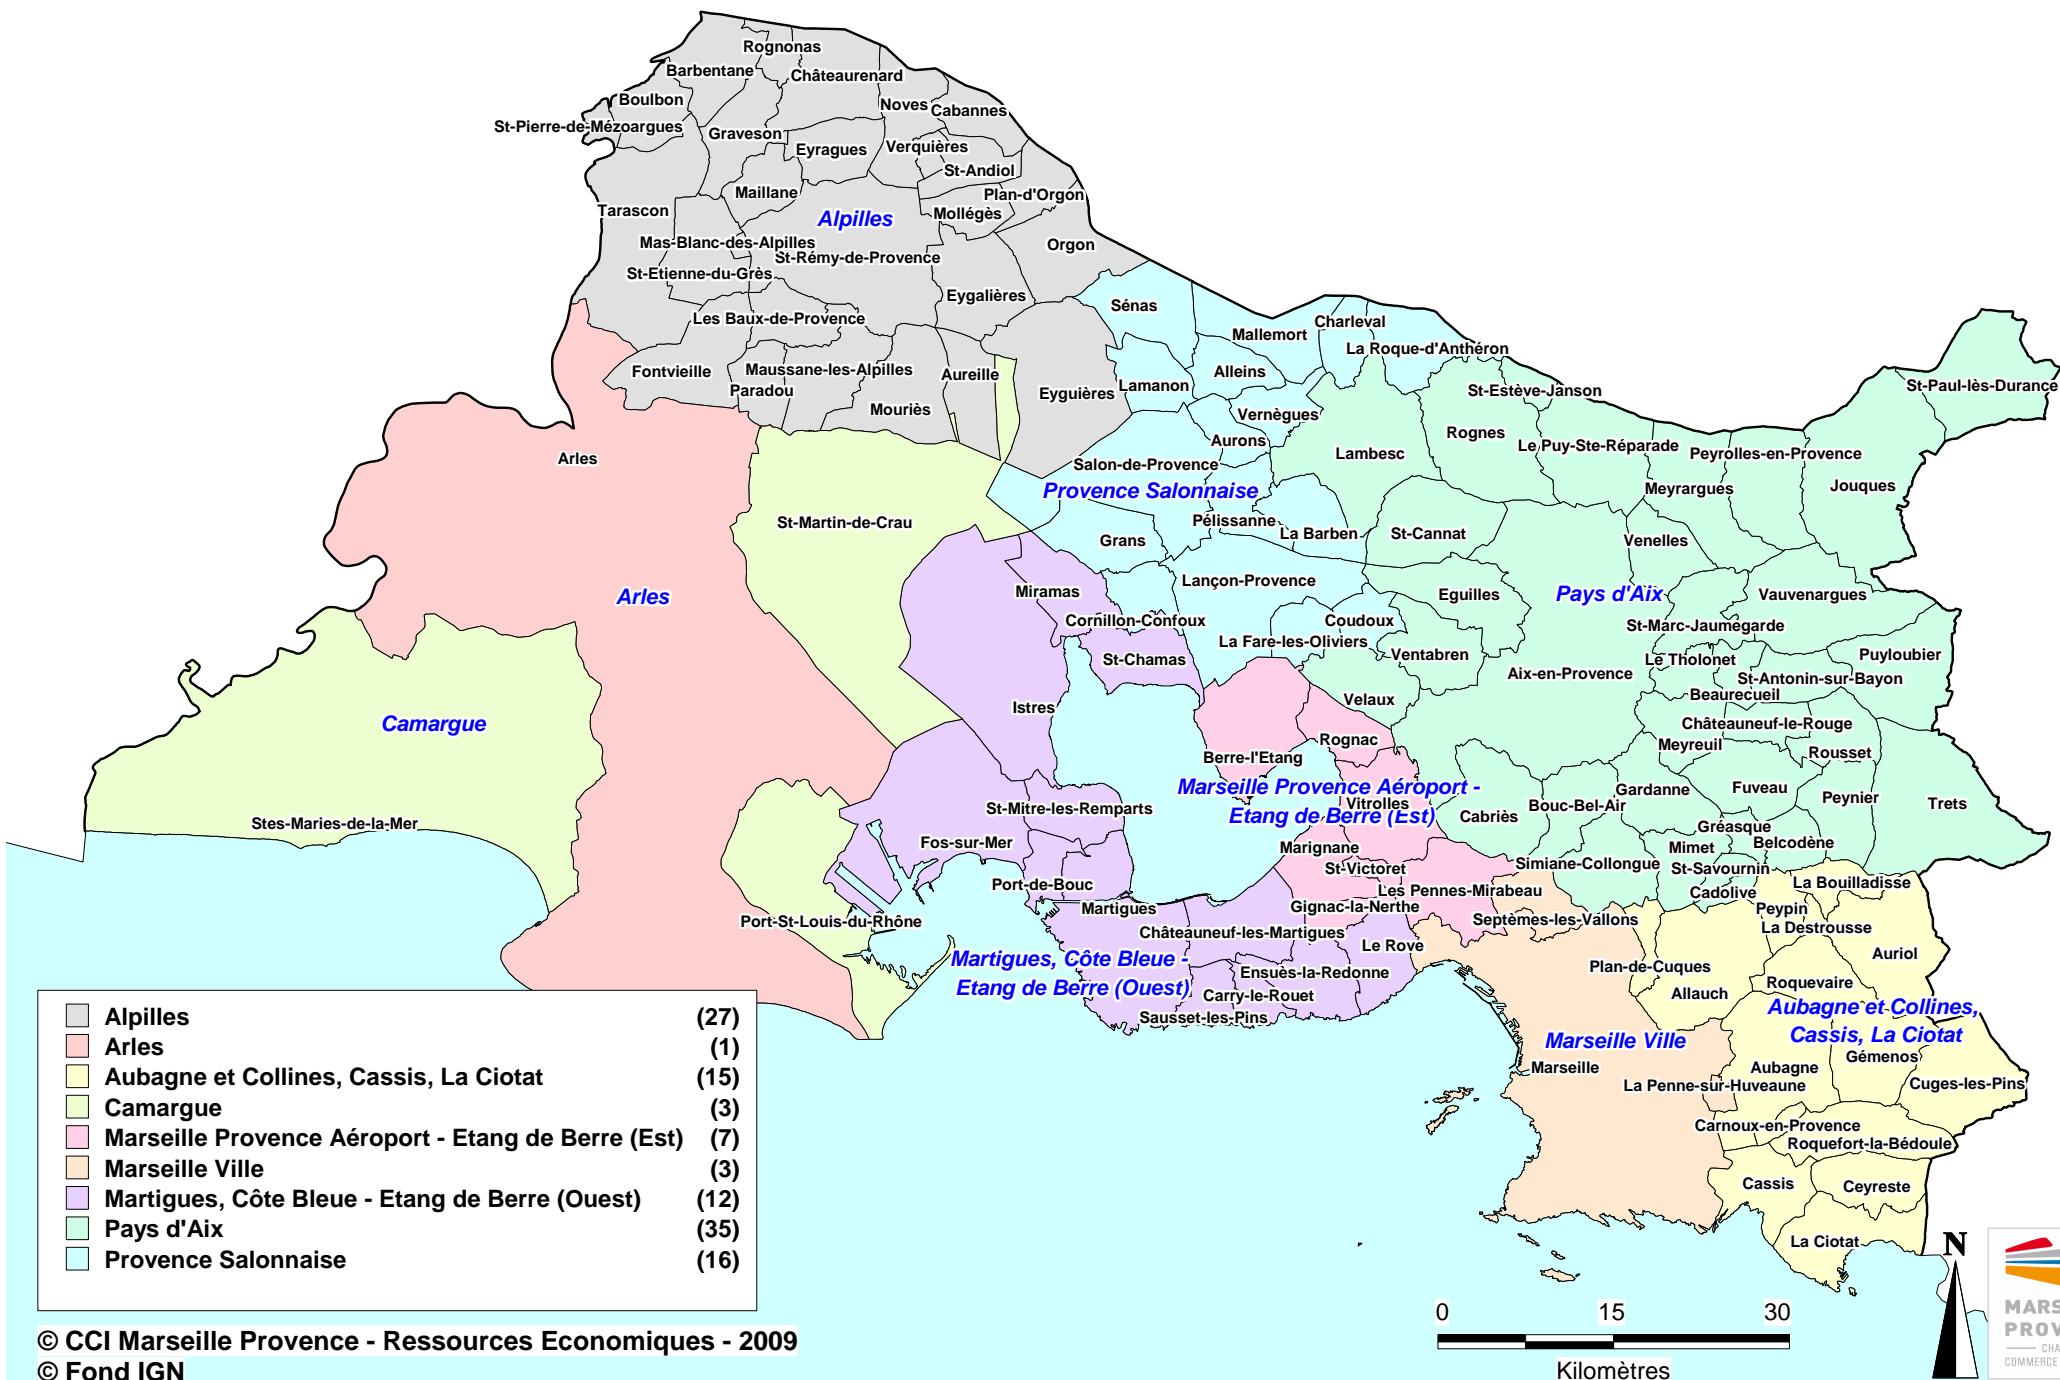 Rognonas
Barbentane
Châteaurenard
Boulbon
Noves
Cabannes
St-Pierre-de-Mézoargues
Graveson
Eyragues
Verquières
St-Andiol
Maillane
Plan-d'Orgon
Tarascon
Alpilles
Mollégès
Mas-Blanc-des-Alpilles
Orgon
St-Rémy-de-Provence
St-Etienne-du-Grès
Eygalières
Sénas
Les Baux-de-Provence
Charleval
Mallemort
La Roque-d'Anthéron
Fontvieille
Maussane-les-Alpilles
Aureille
Alleins
Lamanon
St-Estève-Janson
St-Paul-lès-Durance
Paradou
Eyguières
Mouriès
Vernègues
Aurons
Rognes
Le Puy-Ste-Réparade
Arles
Lambesc
Peyrolles-en-Provence
Salon-de-Provence
Provence Salonnaise
Meyrargues
Jouques
St-Martin-de-Crau
Pélissanne
La Barben
St-Cannat
Grans
Venelles
Lançon-Provence
Miramas
Arles
Eguilles
Pays d'Aix
Vauvenargues
Cornillon-Confoux
Coudoux
St-Marc-Jaumegarde
La Fare-les-Oliviers
St-Chamas
Ventabren
Le Tholonet
Puyloubier
Aix-en-Provence
St-Antonin-sur-Bayon
Beaurecueil
Velaux
Istres
Camargue
Châteauneuf-le-Rouge
Rognac
Meyreuil
Rousset
Berre-l'Etang
Marseille Provence Aéroport -
Etang de Berre (Est)
Vitrolles
Gardanne
Fuveau
Peynier
Trets
Bouc-Bel-Air
Cabriès
St-Mitre-les-Remparts
Stes-Maries-de-la-Mer
Gréasque
Fos-sur-Mer
Marignane
Mimet
Belcodène
Simiane-Collongue
St-Victoret
St-Savournin
Port-de-Bouc
Les Pennes-Mirabeau
Cadolive
La Bouilladisse
Martigues
Gignac-la-Nerthe
Peypin
Port-St-Louis-du-Rhône
Septèmes-les-Vallons
La Destrousse
Châteauneuf-les-Martigues
Le Rove
Auriol
Martigues, Côte Bleue -
Etang de Berre (Ouest)
Ensuès-la-Redonne
Plan-de-Cuques
Roquevaire
Carry-le-Rouet
Allauch
Sausset-les-Pins
Aubagne et Collines,
Cassis, La Ciotat
Marseille Ville
Gémenos
Marseille
Aubagne
La Penne-sur-Huveaune
Cuges-les-Pins
Carnoux-en-Provence
Roquefort-la-Bédoule
Cassis
Ceyreste
La Ciotat
Alpilles (27)
Arles (1)
Aubagne et Collines, Cassis, La Ciotat (15)
Camargue (3)
Marseille Provence Aéroport - Etang de Berre (Est) (7)
Marseille Ville (3)
Martigues, Côte Bleue - Etang de Berre (Ouest) (12)
Pays d'Aix (35)
Provence Salonnaise (16)
© CCI Marseille Provence - Ressources Economiques - 2009
© Fond IGN
0 15 30
Kilomètres
N
MARS
PROV
CHA
COMMERCE